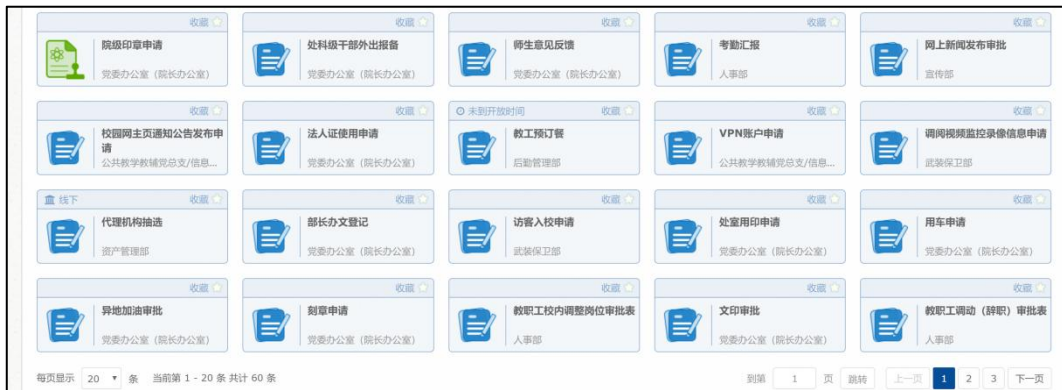 收藏
院级印章申请
党委办公室（院长办公室）
收藏
处科级干部外出报备
党委办公室（院长办公室）
收藏
师生意见反馈
党委办公室（院长办公室）
收藏
考勤汇报
人事部
收藏
网上新闻发布审批
宣传部
收藏
校园网主页通知公告发布申
请
公共教学教辅党总支/信息...
收藏
法人证使用申请
党委办公室（院长办公室）
未到开放时间 收藏
教工预订餐
后勤管理部
收藏
VPN账户申请
公共教学教辅党总支/信息...
收藏
调阅视频监控录像信息申请
武装保卫部
线下 收藏
代理机构抽选
资产管理部
收藏
部长办文登记
党委办公室（院长办公室）
收藏
访客入校申请
武装保卫部
收藏
处室用印申请
党委办公室（院长办公室）
收藏
用车申请
党委办公室（院长办公室）
收藏
异地加油审批
党委办公室（院长办公室）
收藏
刻章申请
党委办公室（院长办公室）
收藏
教职工校内调整岗位审批表
人事部
收藏
文印审批
党委办公室（院长办公室）
收藏
教职工调动（辞职）审批表
人事部
每页显示 20 条 当前第 1 - 20 条 共计 60 条 到第 1 页 跳转 上一页 1 2 3 下一页